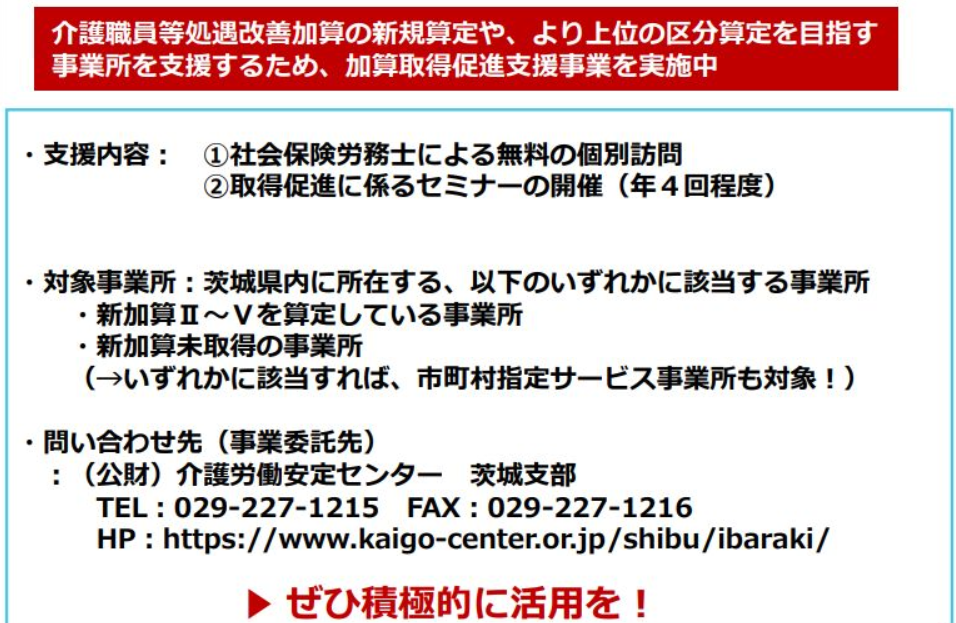 介護職員等処遇改善加算の新規算定や、より上位の区分算定を目指す
事業所を支援するため、加算取得促進支援事業を実施中
・支援内容： ①社会保険労務士による無料の個別訪問
②取得促進に係るセミナーの開催（年４回程度）
・対象事業所：茨城県内に所在する、以下のいずれかに該当する事業所
・新加算Ⅱ～Ⅴを算定している事業所
・新加算未取得の事業所
（→いずれかに該当すれば、市町村指定サービス事業所も対象！）
・問い合わせ先（事業委託先）
：（公財）介護労働安定センター 茨城支部
TEL：029-227-1215 FAX：029-227-1216
HP：https://www.kaigo-center.or.jp/shibu/ibaraki/
▶ ぜひ積極的に活用を！